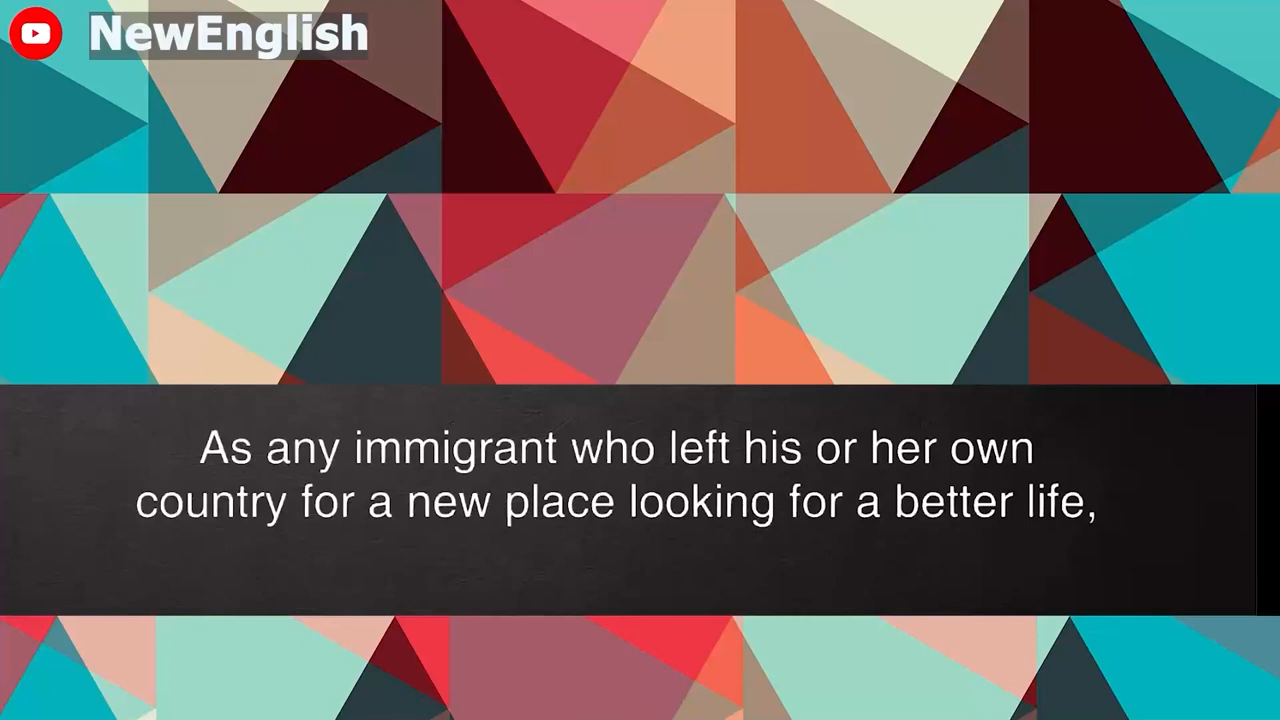 NewEnglish
As any immigrant who left his or her own
country for a new place looking for a better life,